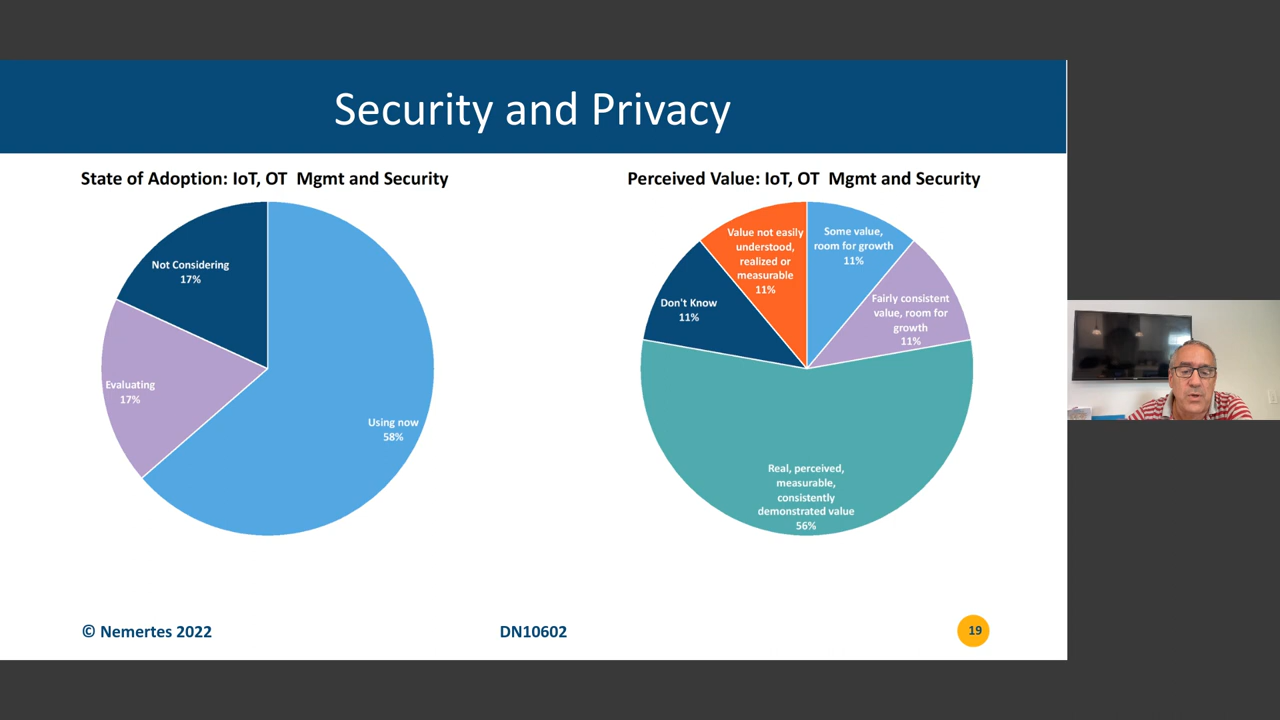 Security and Privacy
State of Adoption: IoT, OT  Mgmt and Security
Not Considering
17%
Evaluating
17%
Using now
58%
Perceived Value: IoT, OT  Mgmt and Security
Value not easily
understood,
realized or
measurable
11%
Some value,
room for growth
11%
Don't Know
11%
Fairly consistent
value, room for
growth
11%
Real, perceived,
measurable,
consistently
demonstrated value
56%
© Nemertes 2022
DN10602
19